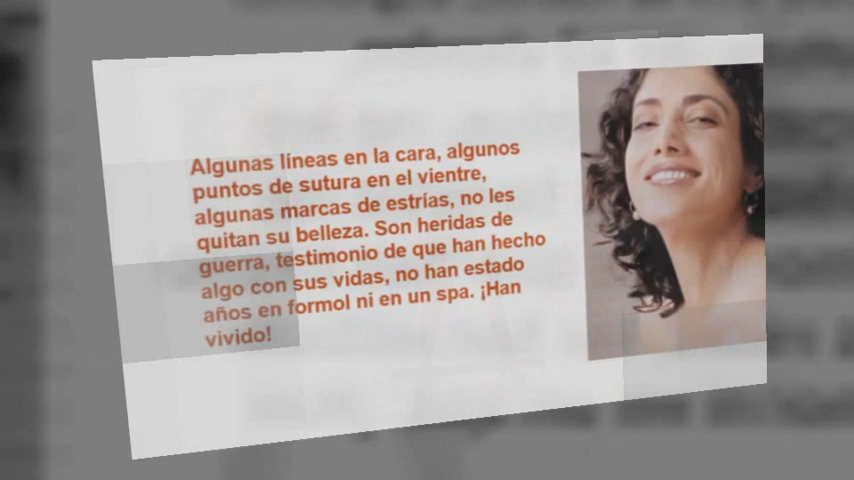 Algunas líneas en la cara, algunos
puntos de sutura en el vientre,
algunas marcas de estrías, no les
quitan su belleza. Son heridas de
guerra, testimonio de que han hecho
algo con sus vidas, no han estado
años en formol ni en un spa. ¡Han
vivido!